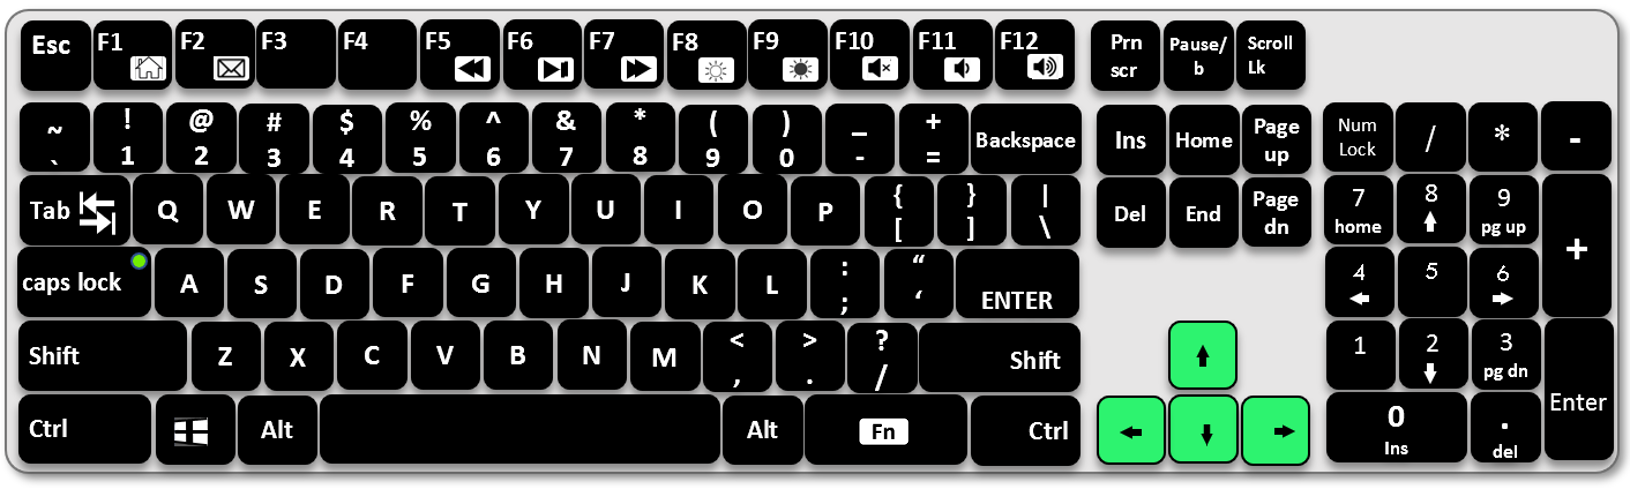 Esc F1 F2 F3 F4 F5 F6 F7 F8 F9 F10 F11 F12 Prn scr Pause/ b Scroll Lk
~ ! @ # $ % ^ & * ( ) _ +
` 1 2 3 4 5 6 7 8 9 0 - = Backspace Ins Home Page up Num Lock / * -
Tab Q W E R T Y U I O P { [ } ] | \ Del End Page dn 7 home 8 9 pg up +
caps lock A S D F G H J K L : ; “ ‘ ENTER 4 5 6
Shift Z X C V B N M < , > . ? / Shift 1 2 3 pg dn Enter
Ctrl Alt Alt Fn Ctrl 0 Ins . del